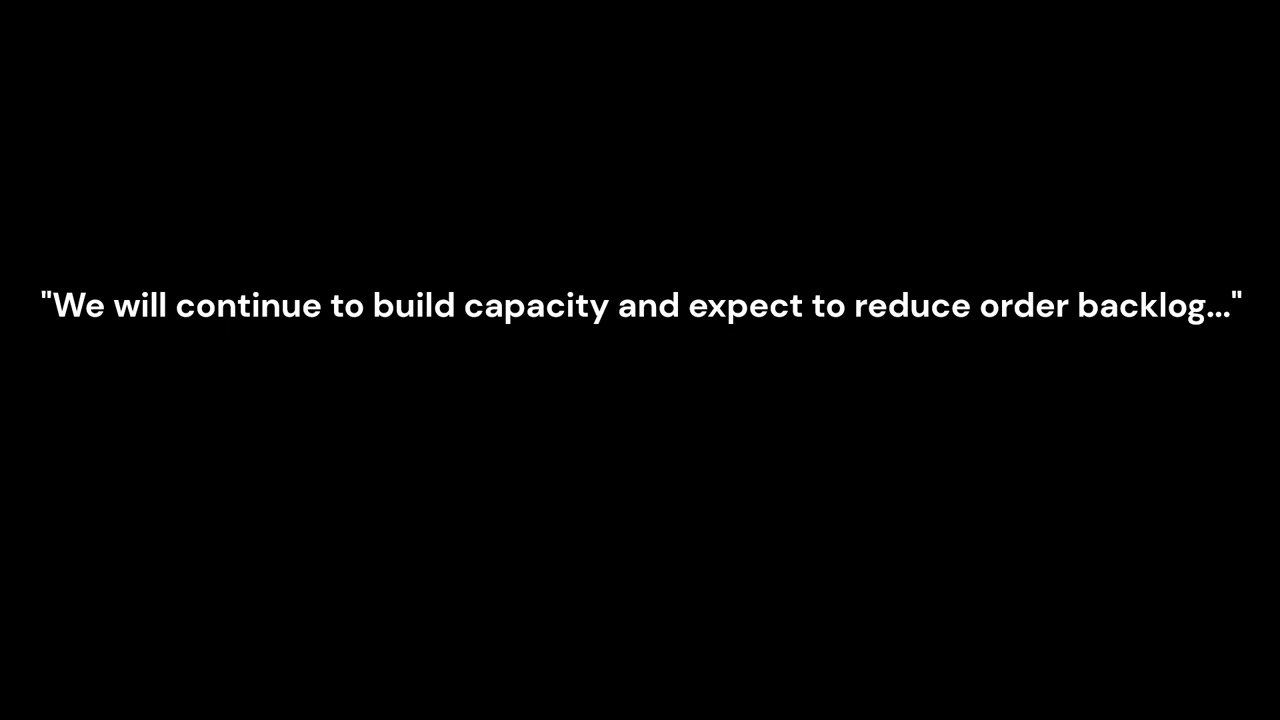 "We will continue to build capacity and expect to reduce order backlog..."